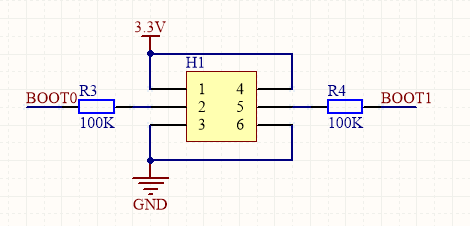 3.3V
H1
BOOT0 R3 1 4 R4 BOOT1
100K 2 5 100K
3 6
GND